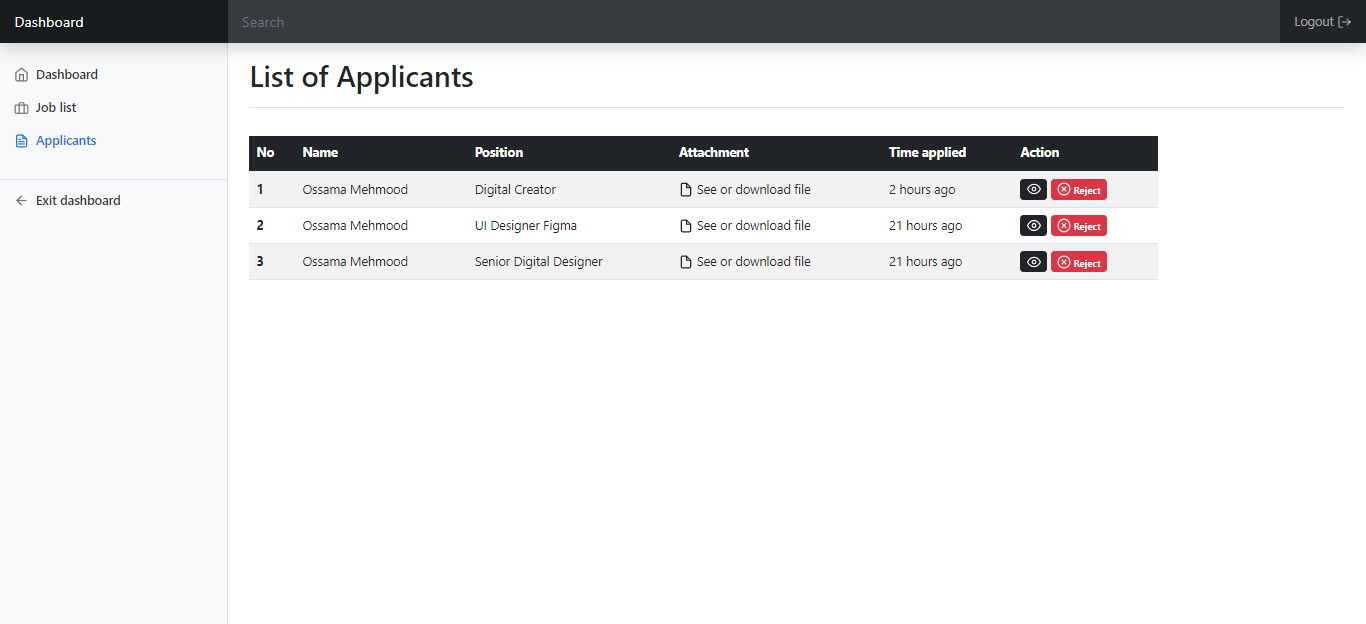 Dashboard Search Logout
Dashboard
Job list
Applicants
Exit dashboard
List of Applicants
No Name Position Attachment Time applied Action
1 Ossama Mehmood Digital Creator See or download file 2 hours ago Reject
2 Ossama Mehmood UI Designer Figma See or download file 21 hours ago Reject
3 Ossama Mehmood Senior Digital Designer See or download file 21 hours ago Reject